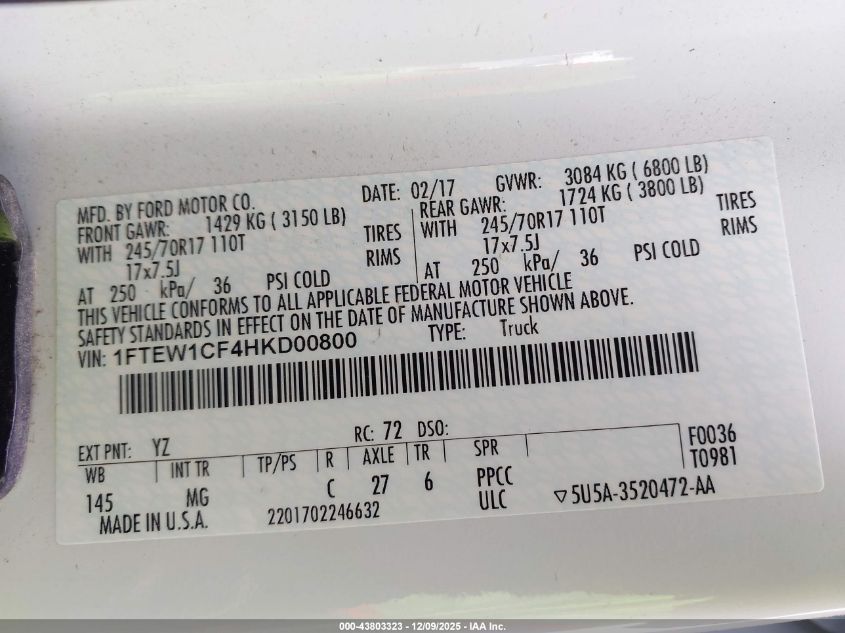 MFD. BY FORD MOTOR CO. DATE: 02/17 GVWR: 3084 KG ( 6800 LB)
FRONT GAWR: 1429 KG ( 3150 LB) REAR GAWR: 1724 KG ( 3800 LB)
WITH 245/70R17 110T TIRES WITH 245/70R17 110T TIRES
17x7.5J RIMS 17x7.5J RIMS
AT 250 kPa/ 36 PSI COLD AT 250 kPa/ 36 PSI COLD
THIS VEHICLE CONFORMS TO ALL APPLICABLE FEDERAL MOTOR VEHICLE
SAFETY STANDARDS IN EFFECT ON THE DATE OF MANUFACTURE SHOWN ABOVE.
VIN: 1FTEW1CF4HKD00800 TYPE: Truck
EXT PNT: YZ RC: 72 DSO: F0036
WB INT TR TP/PS R AXLE TR SPR T0981
145 MG C 27 6 PPCC
ULC ▽5U5A-3520472-AA
MADE IN U.S.A. 2201702246632
000-43803323 - 12/09/2025 - IAA Inc.